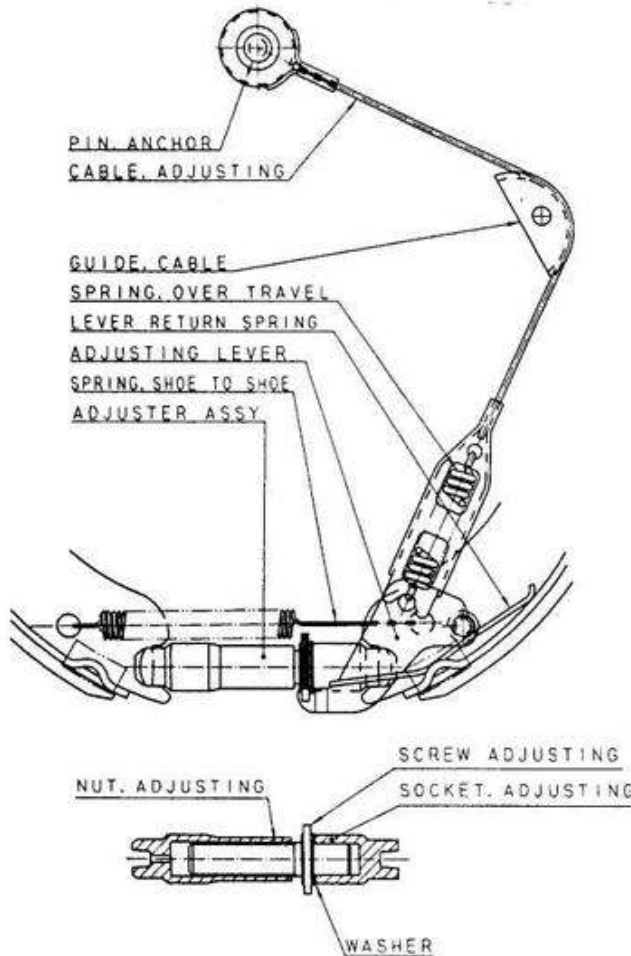 PIN, ANCHOR
CABLE, ADJUSTING
GUIDE, CABLE
SPRING, OVER TRAVEL
LEVER RETURN SPRING
ADJUSTING LEVER
SPRING, SHOE TO SHOE
ADJUSTER ASSY
SCREW ADJUSTING
NUT, ADJUSTING
SOCKET, ADJUSTING
WASHER